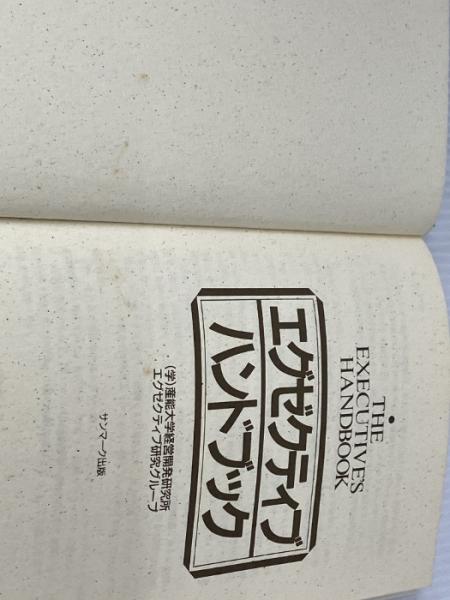 THE
EXECUTIVE'S
HANDBOOK
エグゼクティブ
ハンドブック
(学)産能大学経営開発研究所
エグゼクティブ研究グループ
サンマーク出版